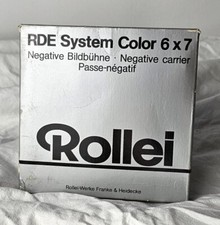 RDE System Color 6 x 7
Negative Bildbühne · Negative carrier
Passe-négatif
Rollei
Rollei-Werke Franke & Heidecke